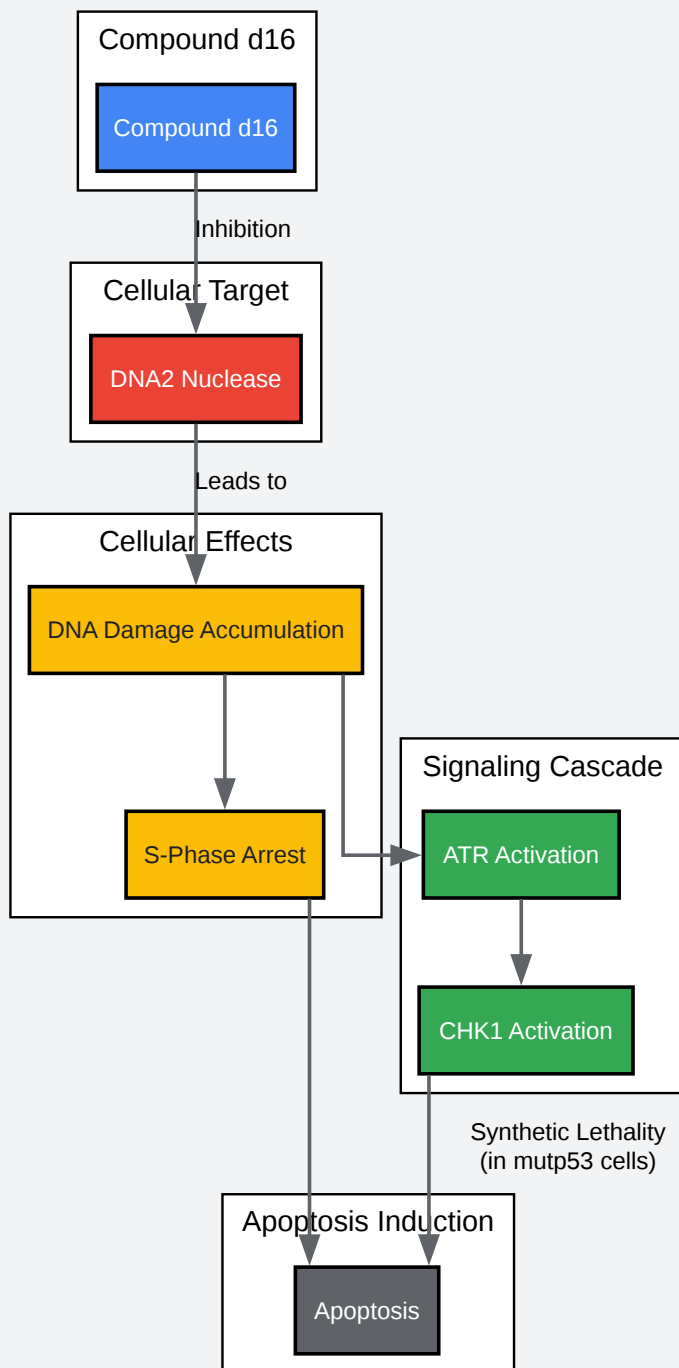 Compound d16
Compound d16
Inhibition
Cellular Target
DNA2 Nuclease
Leads to
Cellular Effects
DNA Damage Accumulation
Signaling Cascade
S-Phase Arrest
ATR Activation
CHK1 Activation
Synthetic Lethality
(in mutp53 cells)
Apoptosis Induction
Apoptosis